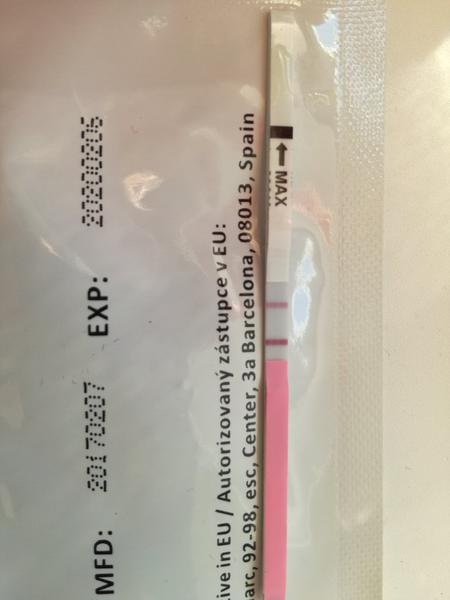 MFD: 20170207 EXP: 20200206
ive in EU / Autorizovaný zástupce v EU:
arc, 92-98, esc, Center, 3a Barcelona, 08013, Spain
← MAX